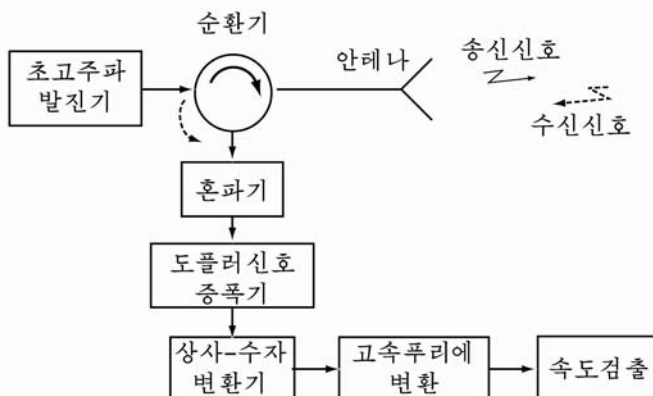 순환기
초고주파
발진기
안테나
송신신호
수신신호
혼파기
도플러신호
증폭기
상사-수자
변환기
고속푸리에
변환
속도검출